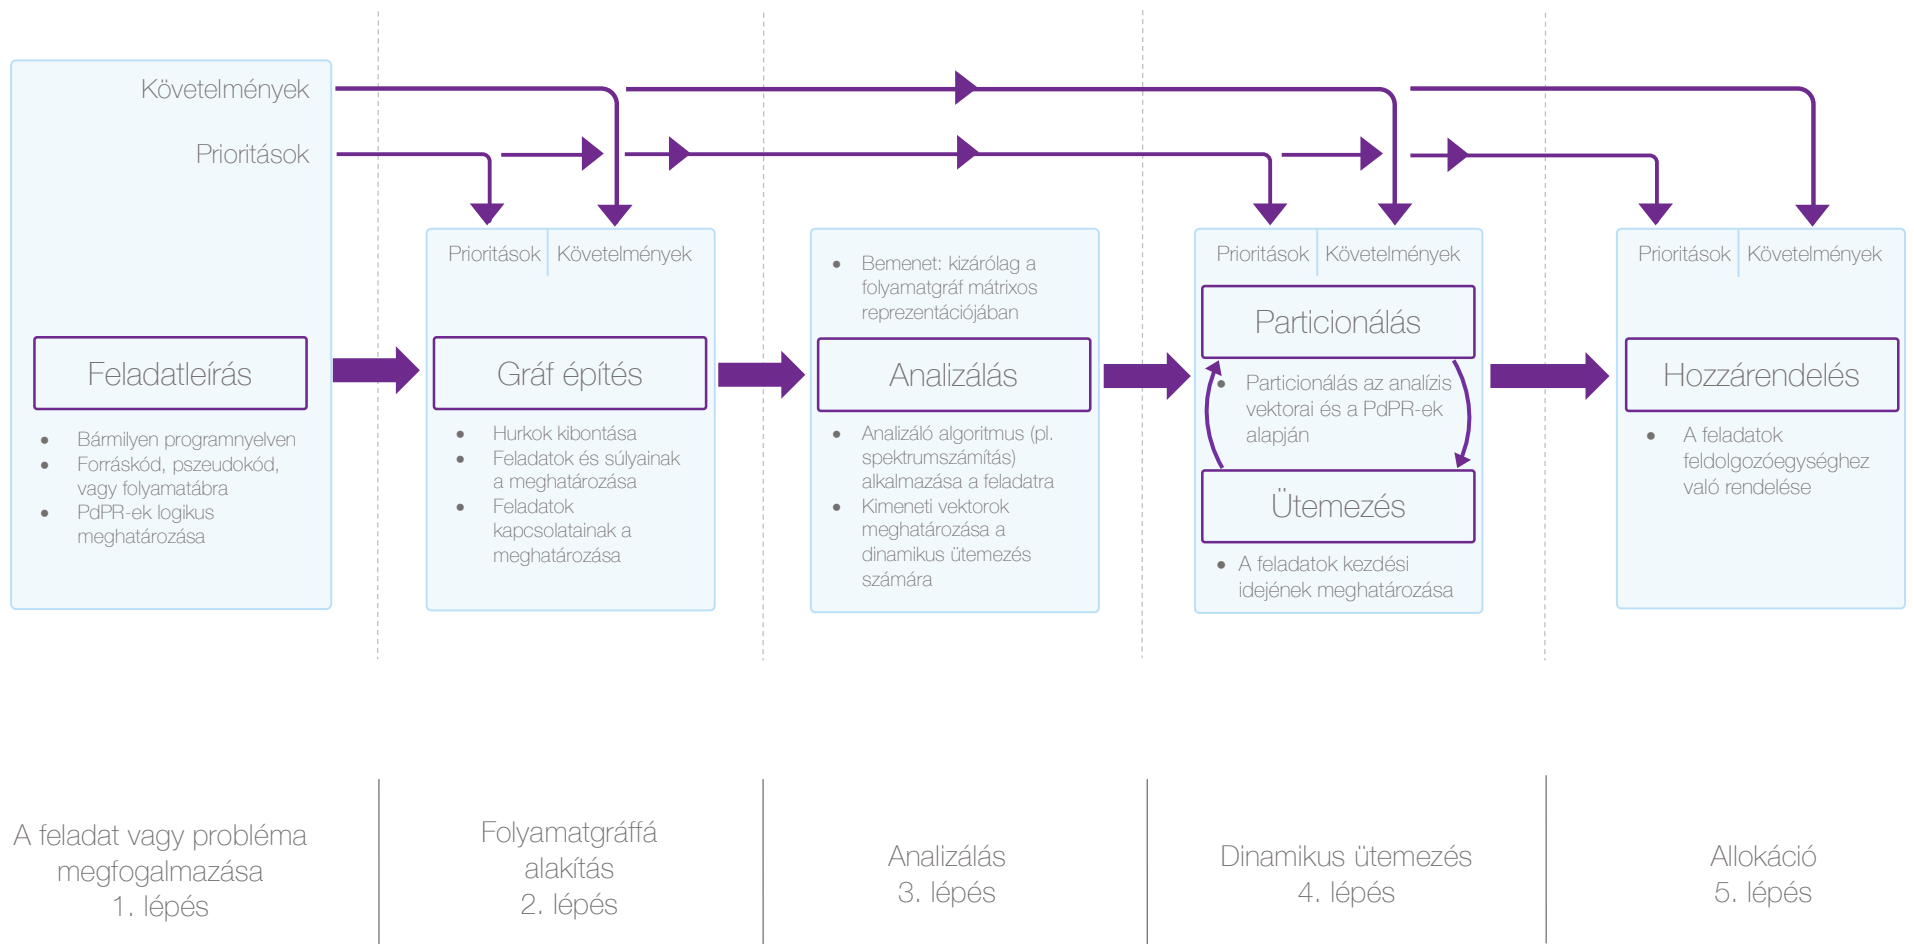 Követelmények
Prioritások
Feladatleírás
Bármilyen programnyelven
Forráskód, pszeudokód,
vagy folyamatábra
PdPR-ek logikus
meghatározása
Prioritások
Követelmények
Gráf építés
Hurkok kibontása
Feladatok és súlyainak
a meghatározása
Feladatok
kapcsolatainak a
meghatározása
Bemenet: kizárólag a
folyamatgráf mátrixos
reprezentációjában
Analizálás
Analizáló algoritmus (pl.
spektrumszámítás)
alkalmazása a feladatra
Kimeneti vektorok
meghatározása a
dinamikus ütemezés
számára
Prioritások
Követelmények
Particionálás
Particionálás az analízis
vektorai és a PdPR-ek
alapján
Ütemezés
A feladatok kezdési
idejének meghatározása
Prioritások
Követelmények
Hozzárendelés
A feladatok
feldolgozóegységhez
való rendelése
A feladat vagy probléma
megfogalmazása
1. lépés
Folyamatgráffá
alakítás
2. lépés
Analizálás
3. lépés
Dinamikus ütemezés
4. lépés
Allokáció
5. lépés